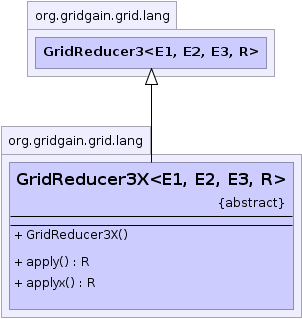 org.gridgain.grid.lang
GridReducer3<E1, E2, E3, R>
org.gridgain.grid.lang
GridReducer3X<E1, E2, E3, R>
{abstract}
+ GridReducer3X()
+ apply() : R
+ applyx() : R